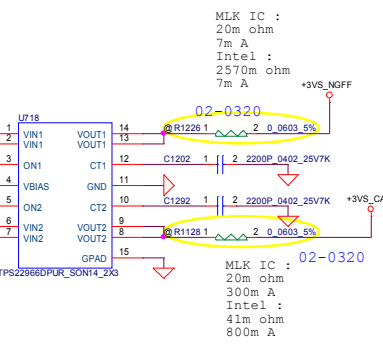 MLK IC :
20m ohm
7m A
Intel :
2570m ohm
7m A
+3VS_NGFF
02-0320
U718
1 VIN1 VOUT1 14 @ R1226 1 2 0_0603_5%
2 VIN1 VOUT1 13
3 ON1 CT1 12 C1202 1 2 2200P_0402_25V7K
4 VBIAS GND 11
5 ON2 CT2 10 C1292 1 2 2200P_0402_25V7K
+3VS_CA
6 VIN2 VOUT2 9
7 VIN2 VOUT2 8 @ R1128 1 2 0_0603_5%
GPAD 15
02-0320
TPS22966DPUR_SON14_2X3
MLK IC :
20m ohm
300m A
Intel :
41m ohm
800m A